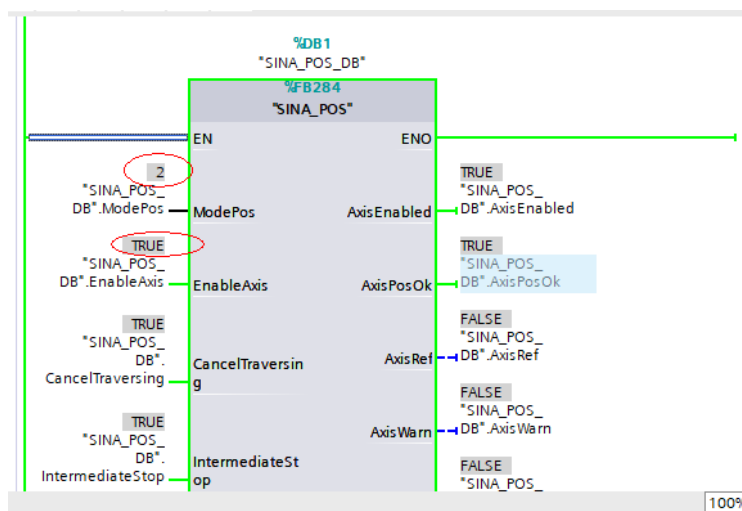 %DB1
"SINA_POS_DB"
%FB284
"SINA_POS"
EN
ENO
2
"SINA_POS_
DB".ModePos
ModePos
TRUE
"SINA_POS_
DB".EnableAxis
EnableAxis
TRUE
"SINA_POS_
DB".
CancelTraversing
CancelTraversin
g
TRUE
"SINA_POS_
DB".
IntermediateStop
IntermediateSt
op
AxisEnabled
TRUE
"SINA_POS_
DB".AxisEnabled
AxisPosOk
TRUE
"SINA_POS_
DB".AxisPosOk
AxisRef
FALSE
"SINA_POS_
DB".AxisRef
AxisWarn
FALSE
"SINA_POS_
DB".AxisWarn
FALSE
"SINA_POS_
100%